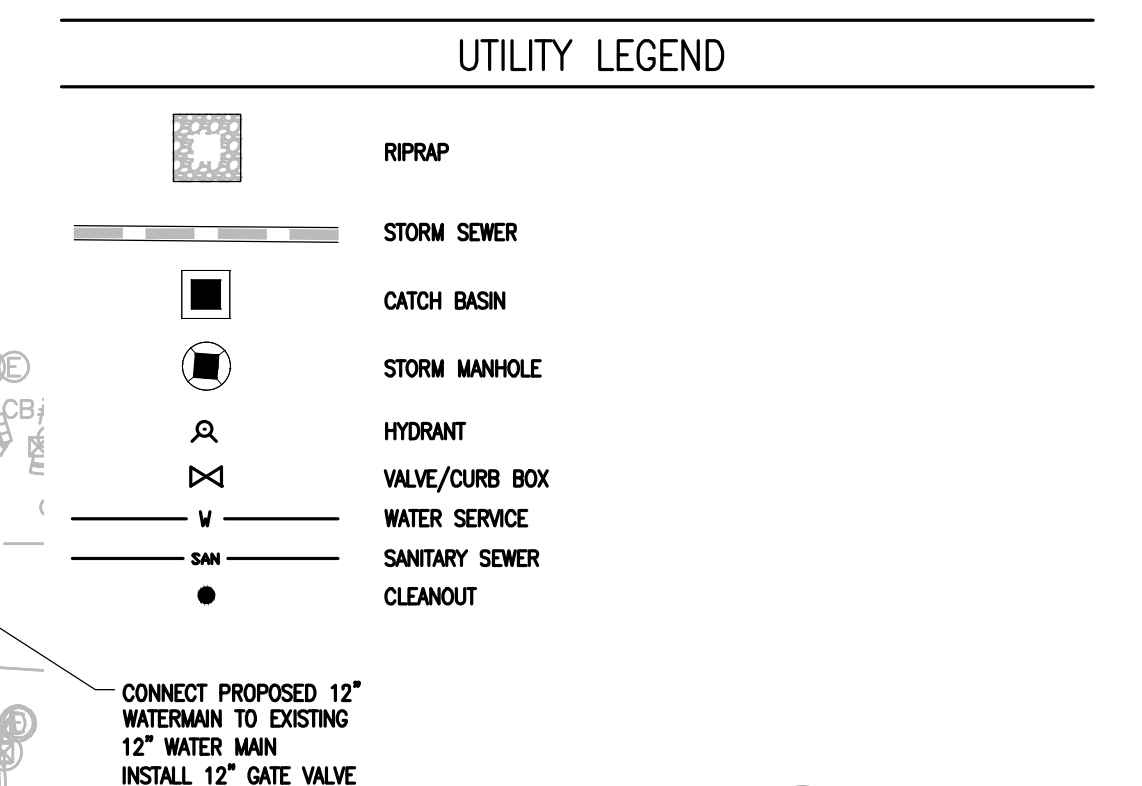 UTILITY LEGEND
RIPRAP
STORM SEWER
CATCH BASIN
STORM MANHOLE
E
CB
HYDRANT
VALVE/CURB BOX
W WATER SERVICE
SAN SANITARY SEWER
CLEANOUT
CONNECT PROPOSED 12"
WATERMAIN TO EXISTING
12" WATER MAIN
INSTALL 12" GATE VALVE
E